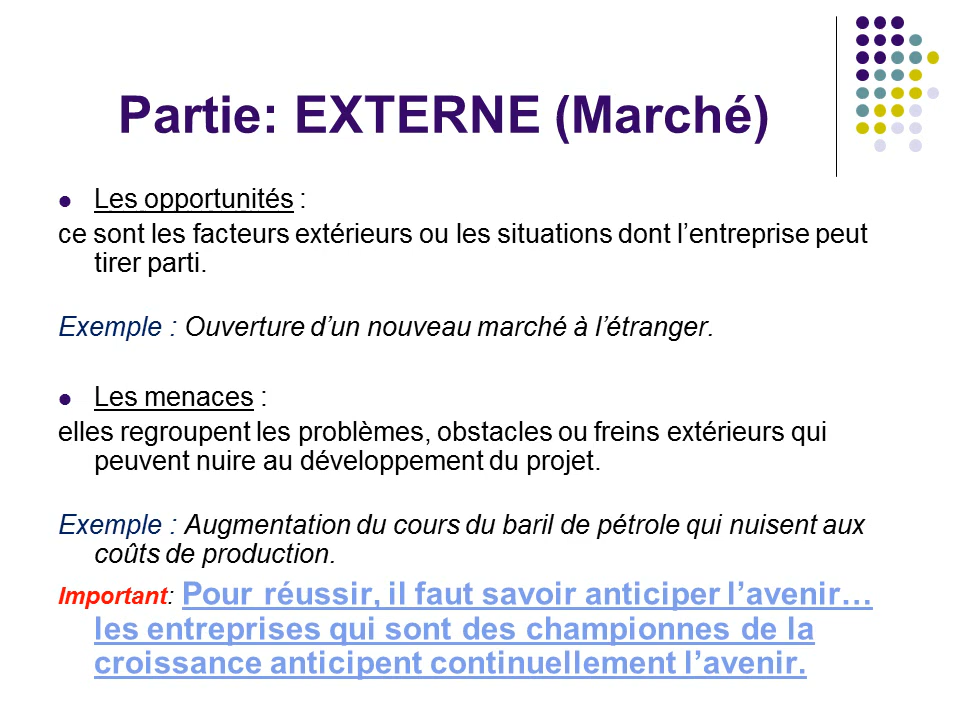 Partie: EXTERNE (Marché)
● Les opportunités :
ce sont les facteurs extérieurs ou les situations dont l’entreprise peut
tirer parti.
Exemple : Ouverture d’un nouveau marché à l’étranger.
● Les menaces :
elles regroupent les problèmes, obstacles ou freins extérieurs qui
peuvent nuire au développement du projet.
Exemple : Augmentation du cours du baril de pétrole qui nuisent aux
coûts de production.
Important: Pour réussir, il faut savoir anticiper l’avenir…
les entreprises qui sont des championnes de la
croissance anticipent continuellement l’avenir.